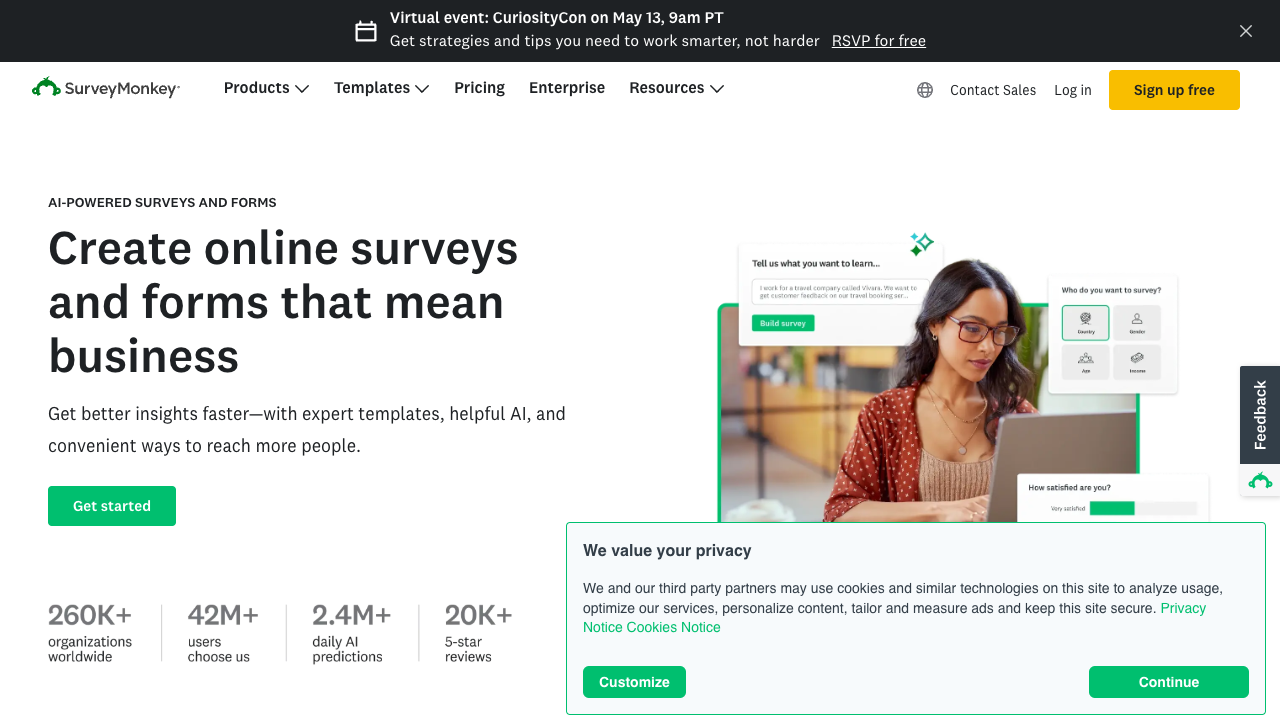 Virtual event: CuriosityCon on May 13, 9am PT
Get strategies and tips you need to work smarter, not harder RSVP for free
SurveyMonkey
Products
Templates
Pricing
Enterprise
Resources
Contact Sales
Log in
Sign up free
AI-POWERED SURVEYS AND FORMS
Create online surveys
and forms that mean
business
Get better insights faster—with expert templates, helpful AI, and
convenient ways to reach more people.
Get started
Tell us what you want to learn...
I work for a travel company called Vivara. We want to
get customer feedback on our travel booking ser...
Build survey
Who do you want to survey?
Country
Gender
Age
Income
How satisfied are you?
Very satisfied
Feedback
260K+
organizations
worldwide
42M+
users
choose us
2.4M+
daily AI
predictions
20K+
5-star
reviews
We value your privacy
We and our third party partners may use cookies and similar technologies on this site to analyze usage,
optimize our services, personalize content, tailor and measure ads and keep this site secure. Privacy
Notice Cookies Notice
Customize
Continue